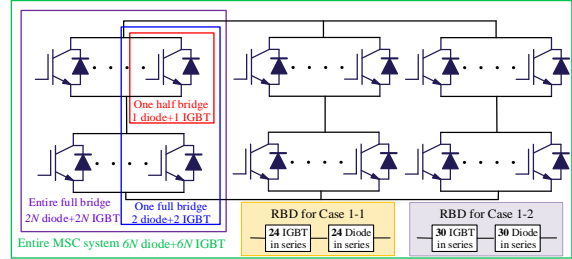 One half bridge
1 diode+1 IGBT
Entire full bridge
2N diode+2N IGBT
One full bridge
2 diode+2 IGBT
Entire MSC system 6N diode+6N IGBT
RBD for Case 1-1
24 IGBT
in series
24 Diode
in series
RBD for Case 1-2
30 IGBT
in series
30 Diode
in series